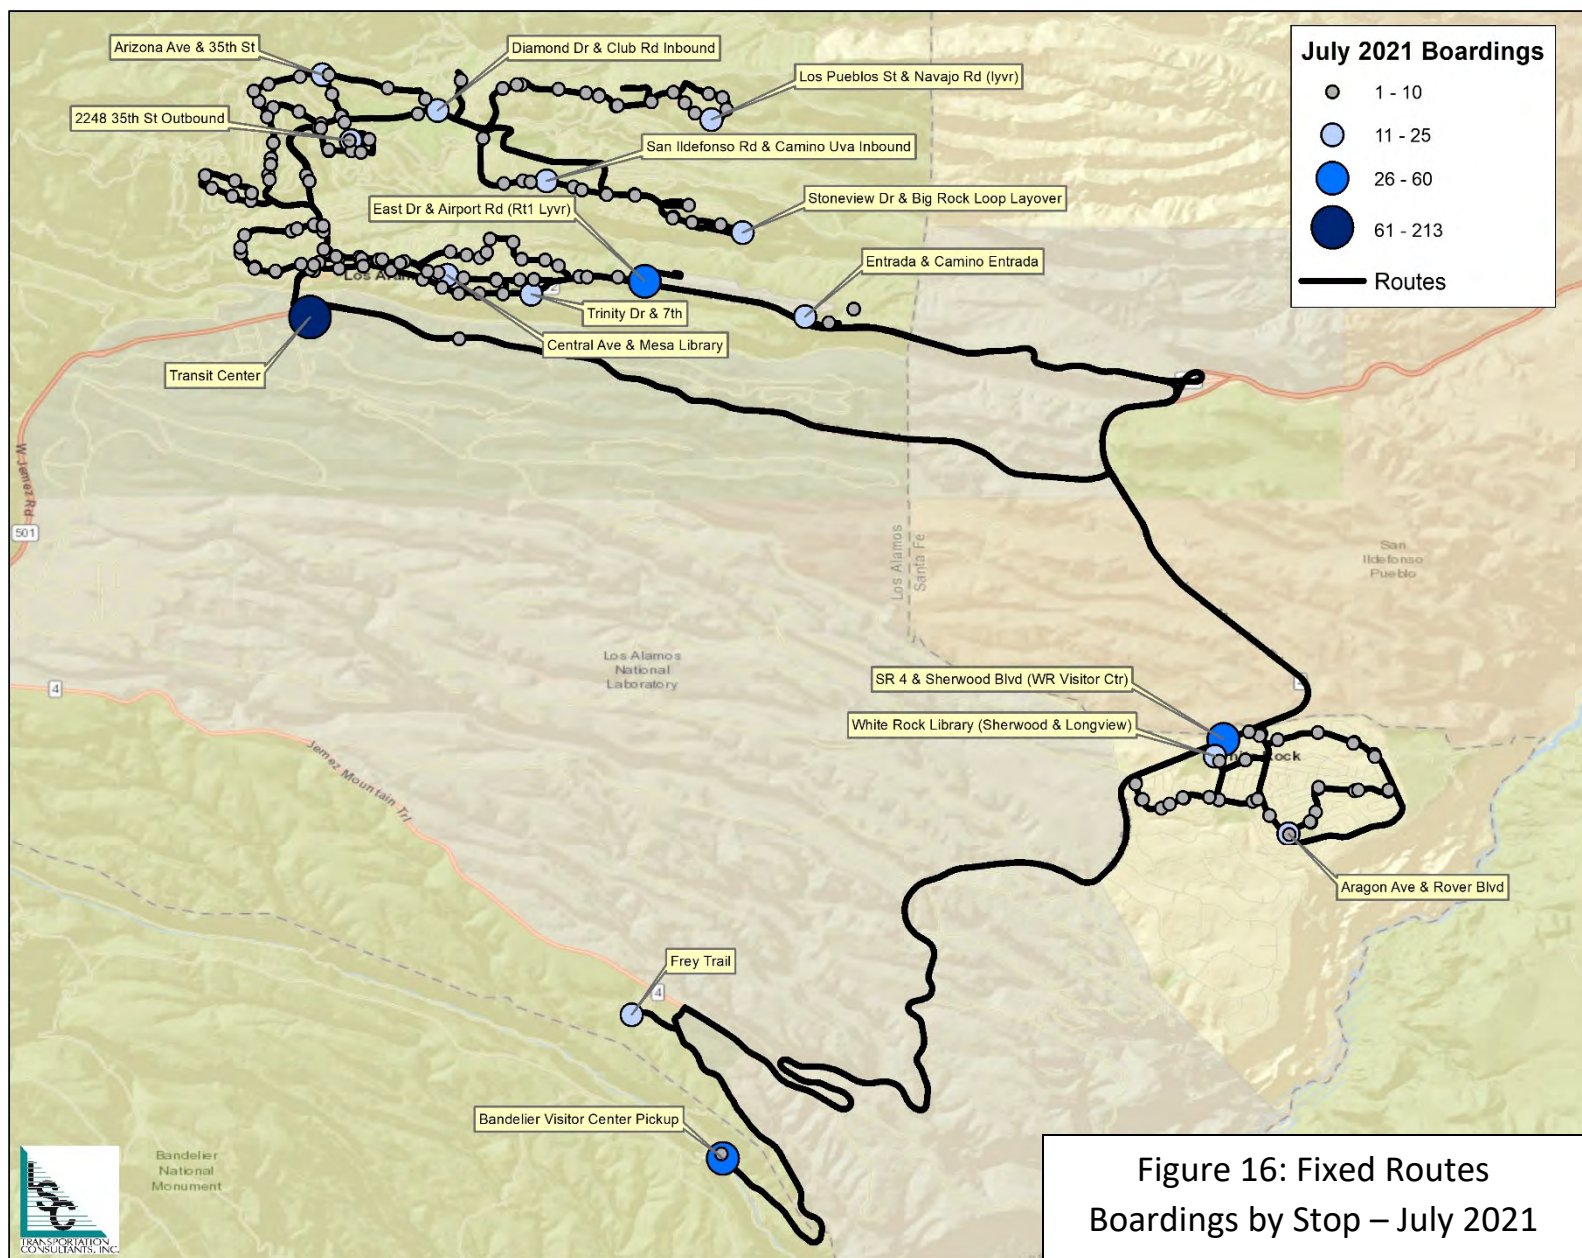 Arizona Ave & 35th St
Diamond Dr & Club Rd Inbound
Los Pueblos St & Navajo Rd (lyvr)
2248 35th St Outbound
San Ildefonso Rd & Camino Uva Inbound
East Dr & Airport Rd (Rt1 Lyvr)
Stoneview Dr & Big Rock Loop Layover
Entrada & Camino Entrada
Los Alam
Trinity Dr & 7th
Central Ave & Mesa Library
Transit Center
July 2021 Boardings
1 - 10
11 - 25
26 - 60
61 - 213
Routes
W Jemez Rd
501
Los Alamos
Santa Fe
San
Ildefonso
Pueblo
Los Alamos
National
Laboratory
4
SR 4 & Sherwood Blvd (WR Visitor Ctr)
White Rock Library (Sherwood & Longview)
Rock
Jemez Mountain Trl
Aragon Ave & Rover Blvd
Frey Trail
4
Bandelier Visitor Center Pickup
Bandelier
National
Monument
LSC
TRANSPORTATION
CONSULTANTS, INC.
Figure 16: Fixed Routes
Boardings by Stop – July 2021